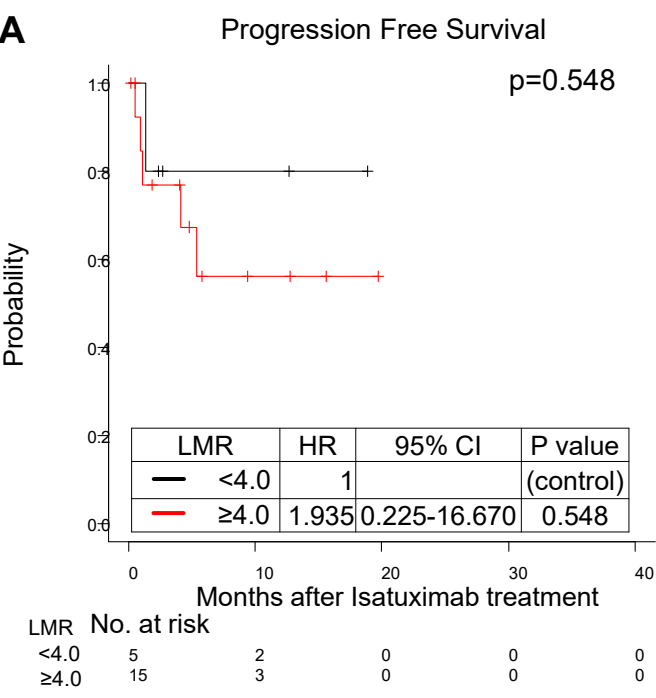 A
Progression Free Survival
p=0.548
1.0
0.8
0.6
0.4
0.2
0.0
Probability
LMR HR 95% CI P value
<4.0 1 (control)
≥4.0 1.935 0.225-16.670 0.548
0 10 20 30 40
Months after Isatuximab treatment
LMR No. at risk
<4.0 5 2 0 0 0
≥4.0 15 3 0 0 0